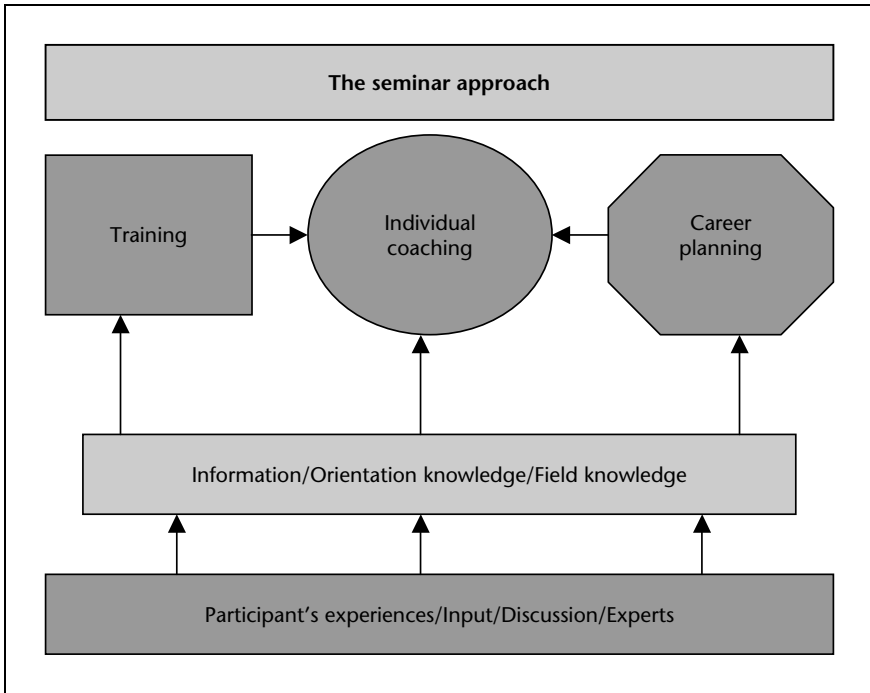 The seminar approach
Training
Individual
coaching
Career
planning
Information/Orientation knowledge/Field knowledge
Participant's experiences/Input/Discussion/Experts